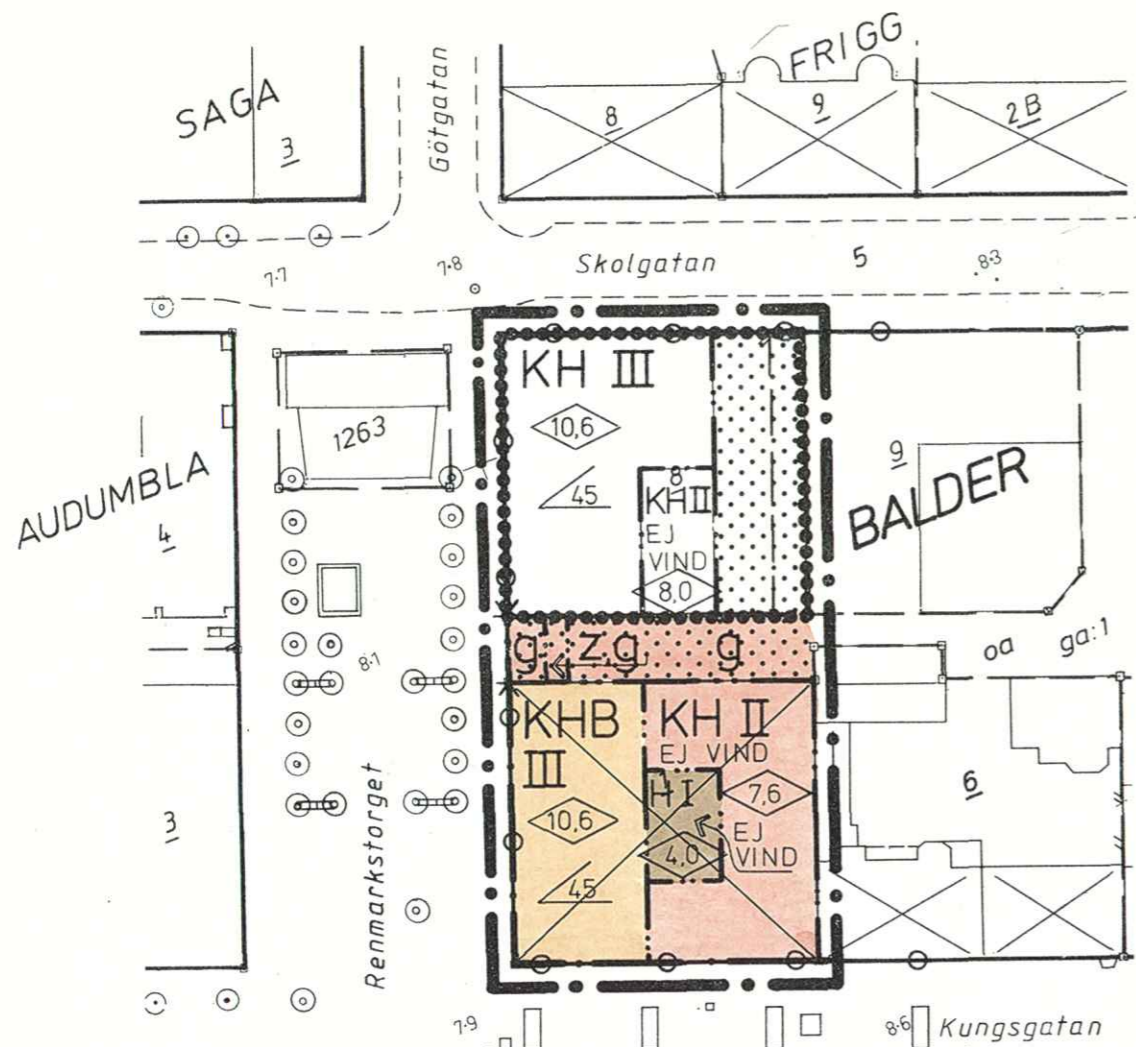 FRIGG
SAGA
3
Götgatan
8
9
2B
7.7
7.8
Skolgatan
5
8.3
KH III
10,6
45
8
KH II
EJ
VIND
8,0
1263
AUDUMBLA
4
9
BALDER
g
z g
g
oa
ga:1
8.1
KHB
III
KH II
EJ VIND
H I
7,6
10,6
EJ
VIND
4,0
45
6
3
Renmarkstorget
7.9
8.6
Kungsgatan